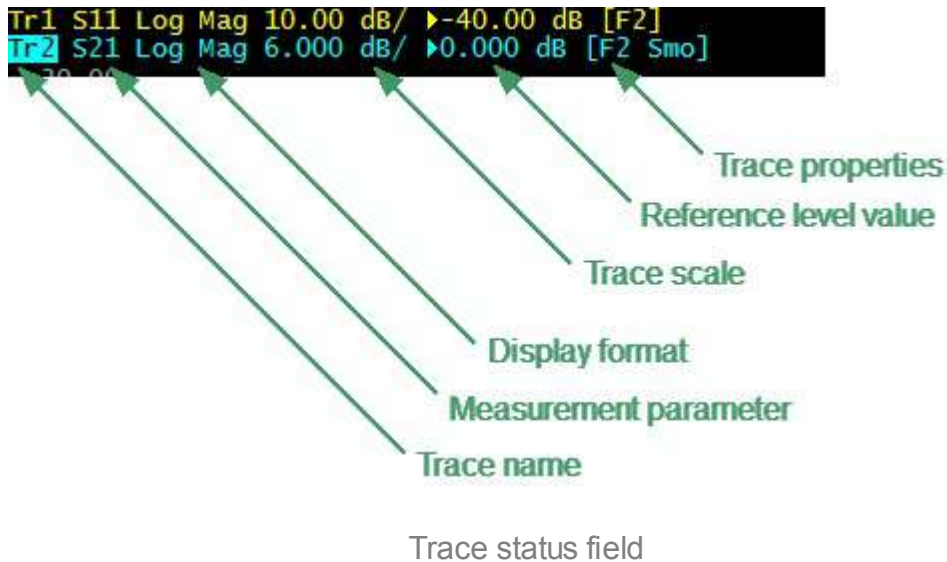 Tr1 S11 Log Mag 10.00 dB/ ▶-40.00 dB [F2]
Tr2 S21 Log Mag 6.000 dB/ ▶0.000 dB [F2 Smo]
Trace properties
Reference level value
Trace scale
Display format
Measurement parameter
Trace name
Trace status field